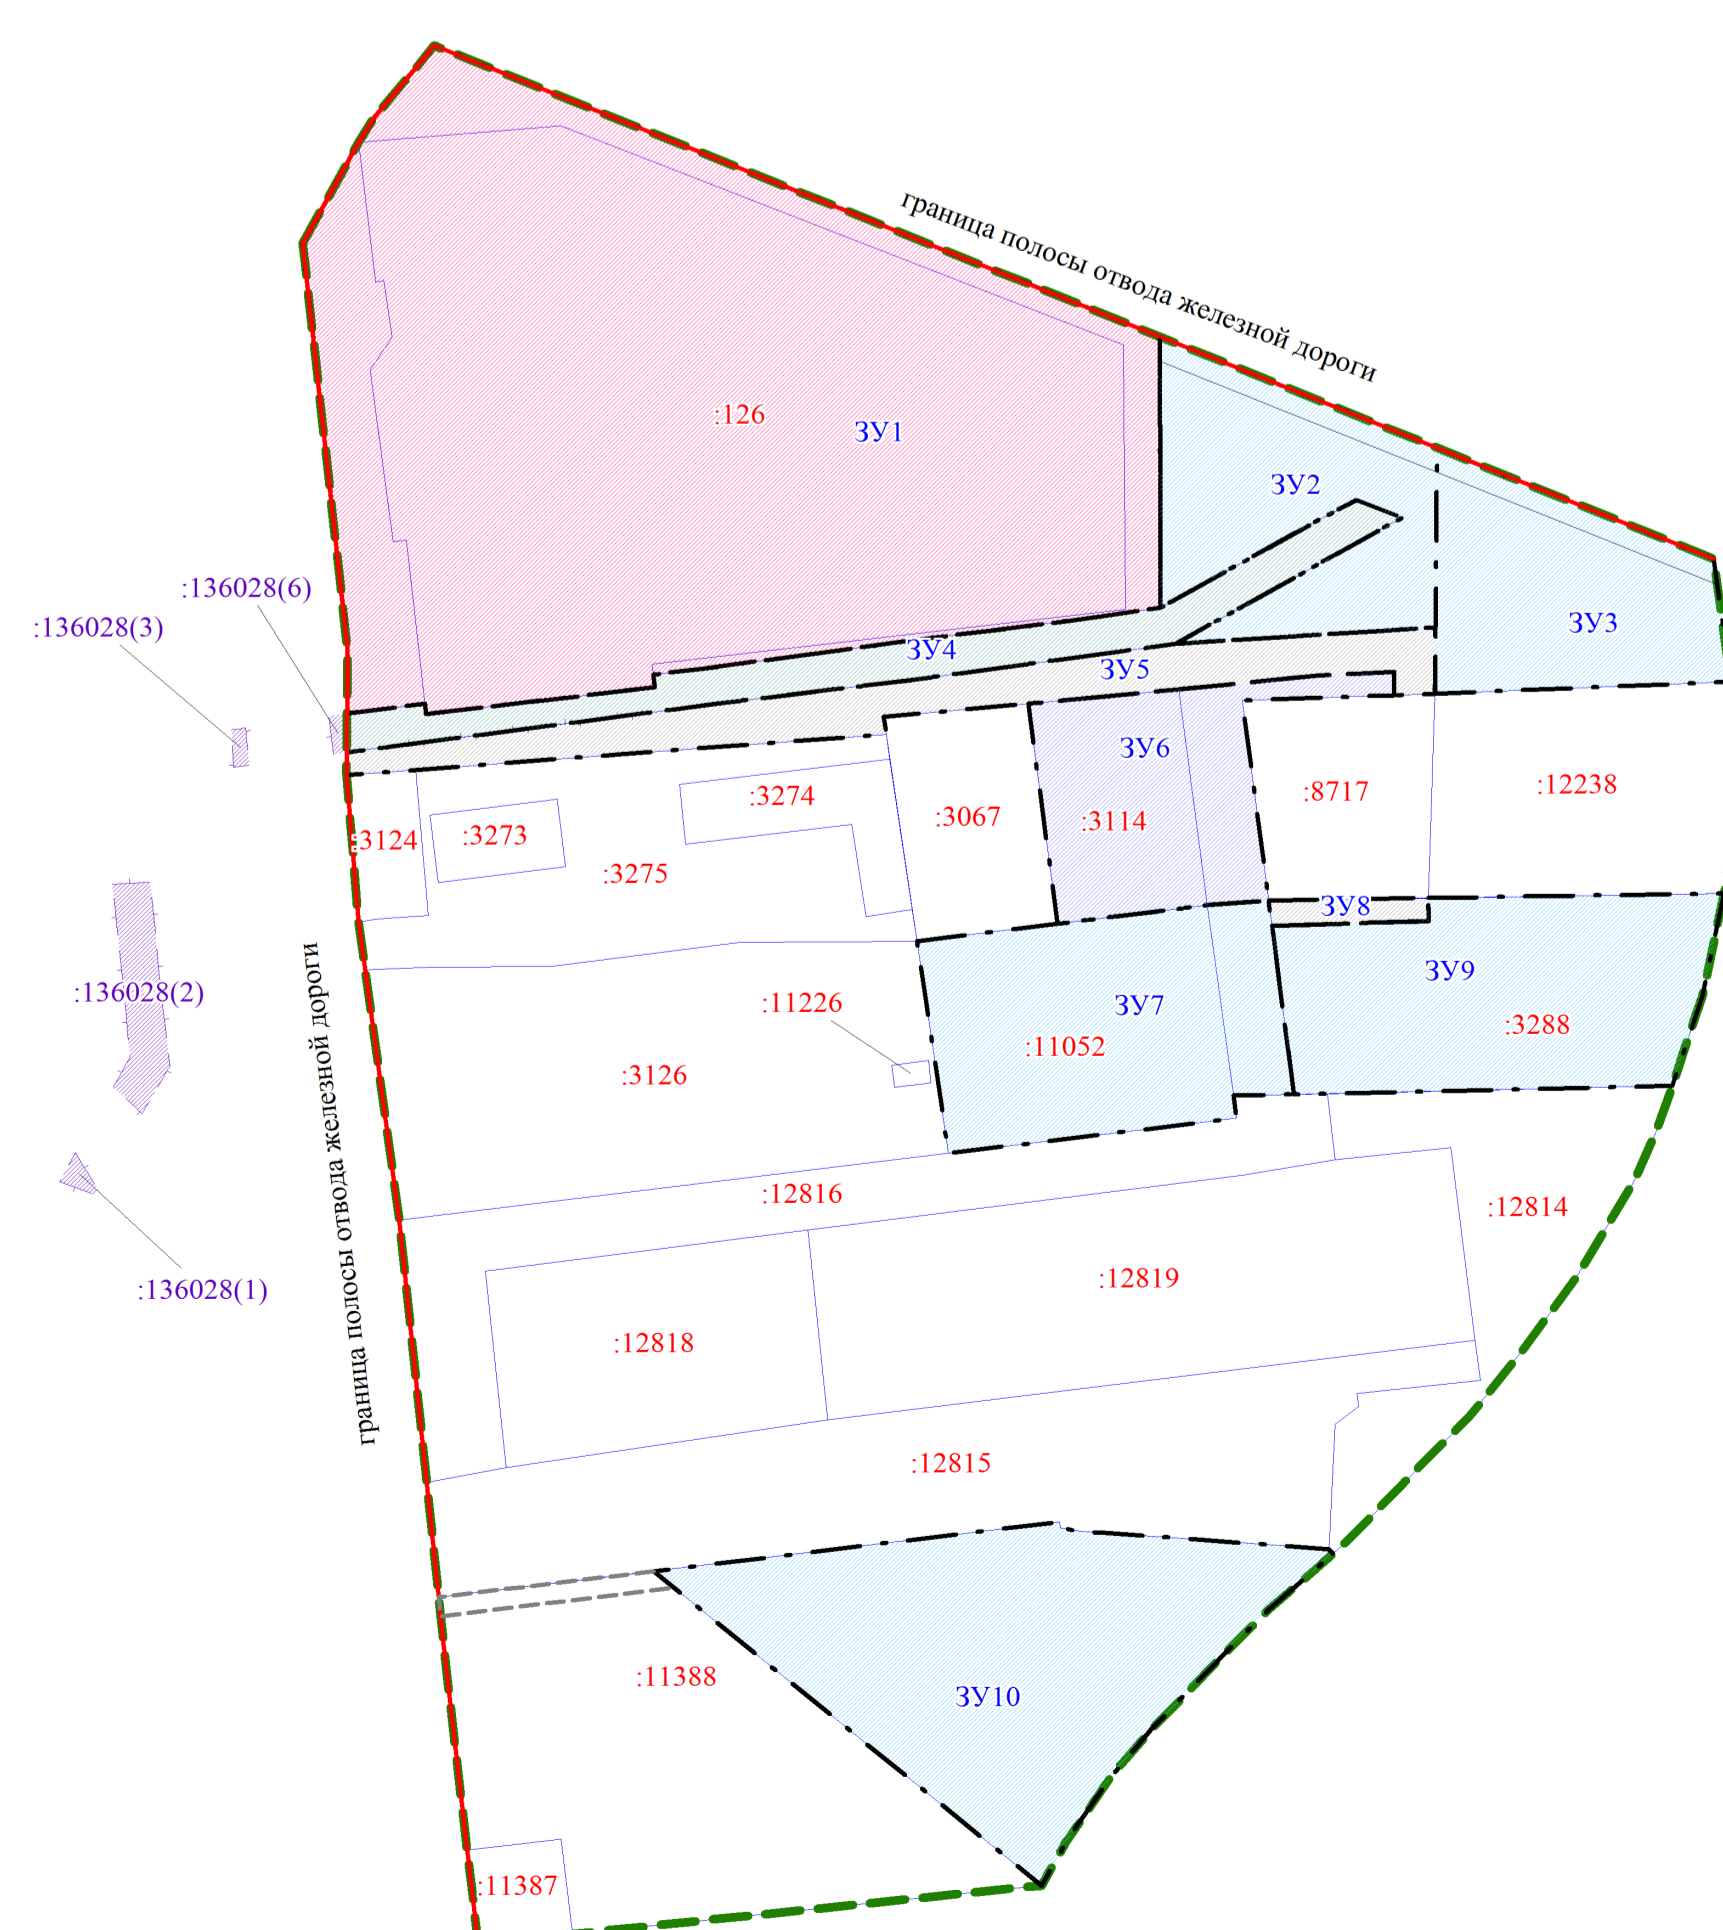 граница полосы отвода железной дороги
:126
ЗУ1
ЗУ2
:136028(6)
:136028(3)
ЗУ3
ЗУ4
ЗУ5
ЗУ6
:3274
:8717
:12238
:3067
:3114
:3124
:3273
:3275
ЗУ8
ЗУ9
:136028(2)
:11226
ЗУ7
:3288
:11052
:3126
граница полосы отвода железной дороги
:12816
:12814
:136028(1)
:12819
:12818
:12815
:11388
ЗУ10
:11387